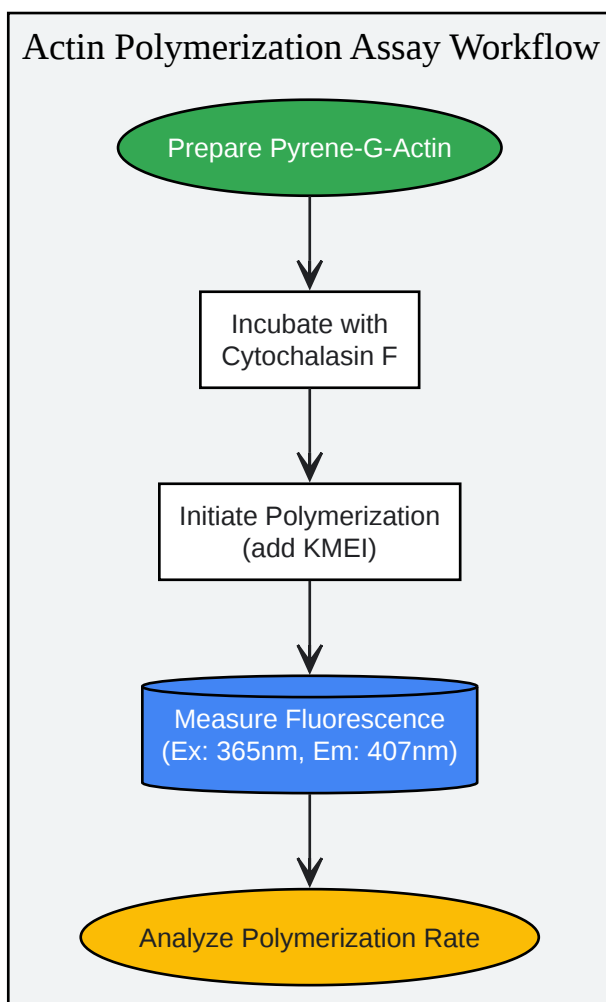 Actin Polymerization Assay Workflow
Prepare Pyrene-G-Actin
Incubate with
Cytochalasin F
Initiate Polymerization
(add KMEI)
Measure Fluorescence
(Ex: 365nm, Em: 407nm)
Analyze Polymerization Rate